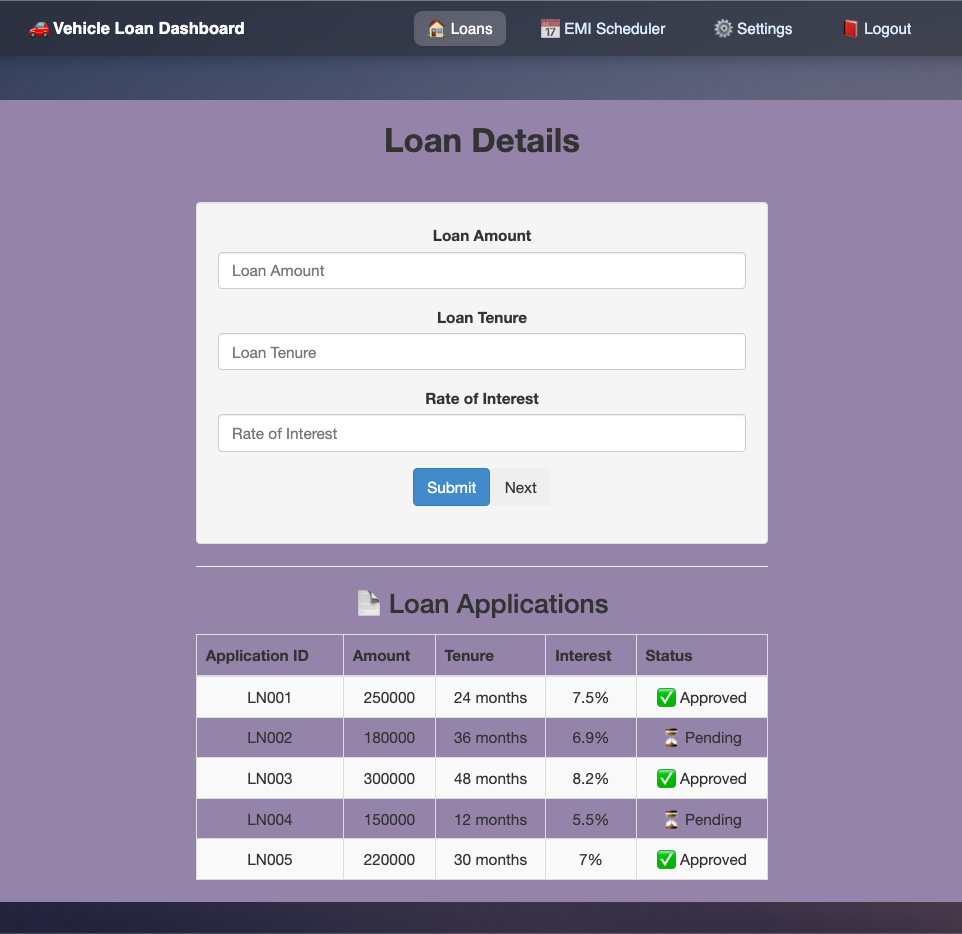 Vehicle Loan Dashboard Loans EMI Scheduler Settings Logout
Loan Details
Loan Amount
Loan Amount
Loan Tenure
Loan Tenure
Rate of Interest
Rate of Interest
Submit Next
Loan Applications
Application ID Amount Tenure Interest Status
LN001 250000 24 months 7.5% Approved
LN002 180000 36 months 6.9% Pending
LN003 300000 48 months 8.2% Approved
LN004 150000 12 months 5.5% Pending
LN005 220000 30 months 7% Approved